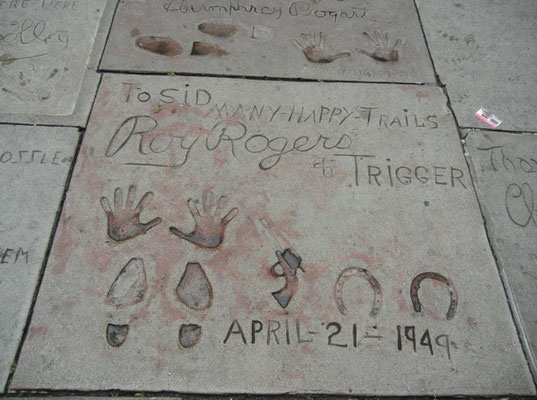 Humphrey Bogart
To SiD
MANY-HAPPY-TRAiLS
Roy Rogers
& TRIGGER
APRIL-21-1949